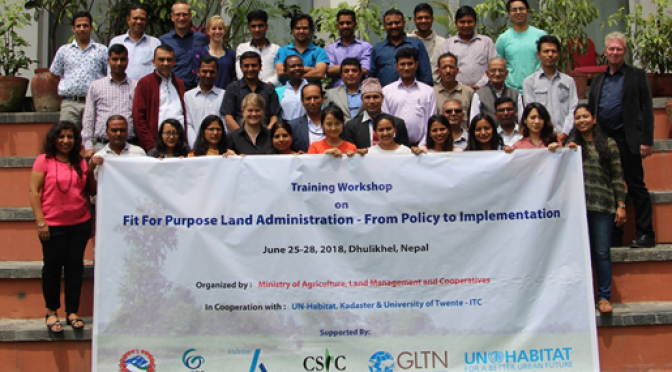 Training Workshop
on
Fit For Purpose Land Administration - From Policy to Implementation
June 25-28, 2018, Dhulikhel, Nepal
Organized by : Ministry of Agriculture, Land Management and Cooperatives
In Cooperation with : UN-Habitat, Kadaster & University of Twente - ITC
Supported By:
CSIC GLTN UN HABITAT
FOR A BETTER URBAN FUTURE